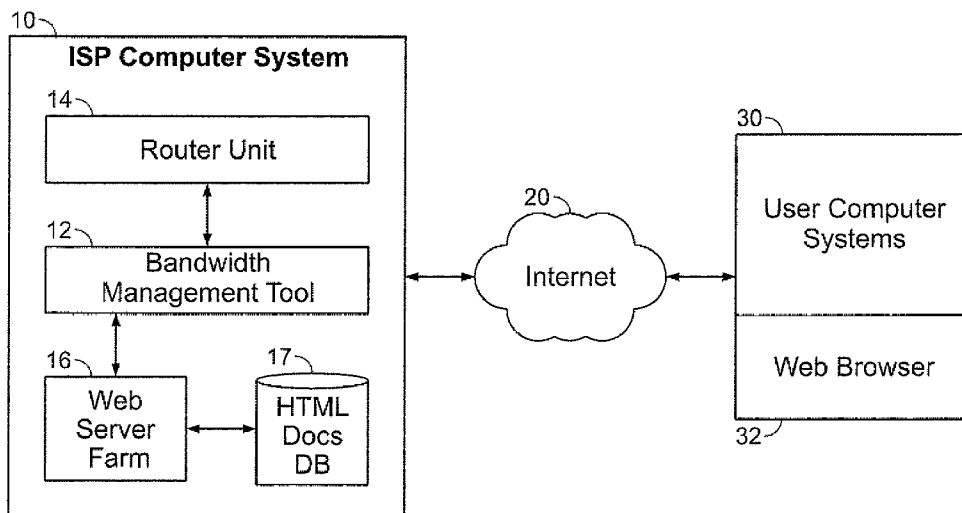 10
ISP Computer System
14
Router Unit
12
Bandwidth
Management Tool
16
Web
Server
Farm
17
HTML
Docs
DB
20
Internet
30
User Computer
Systems
Web Browser
32